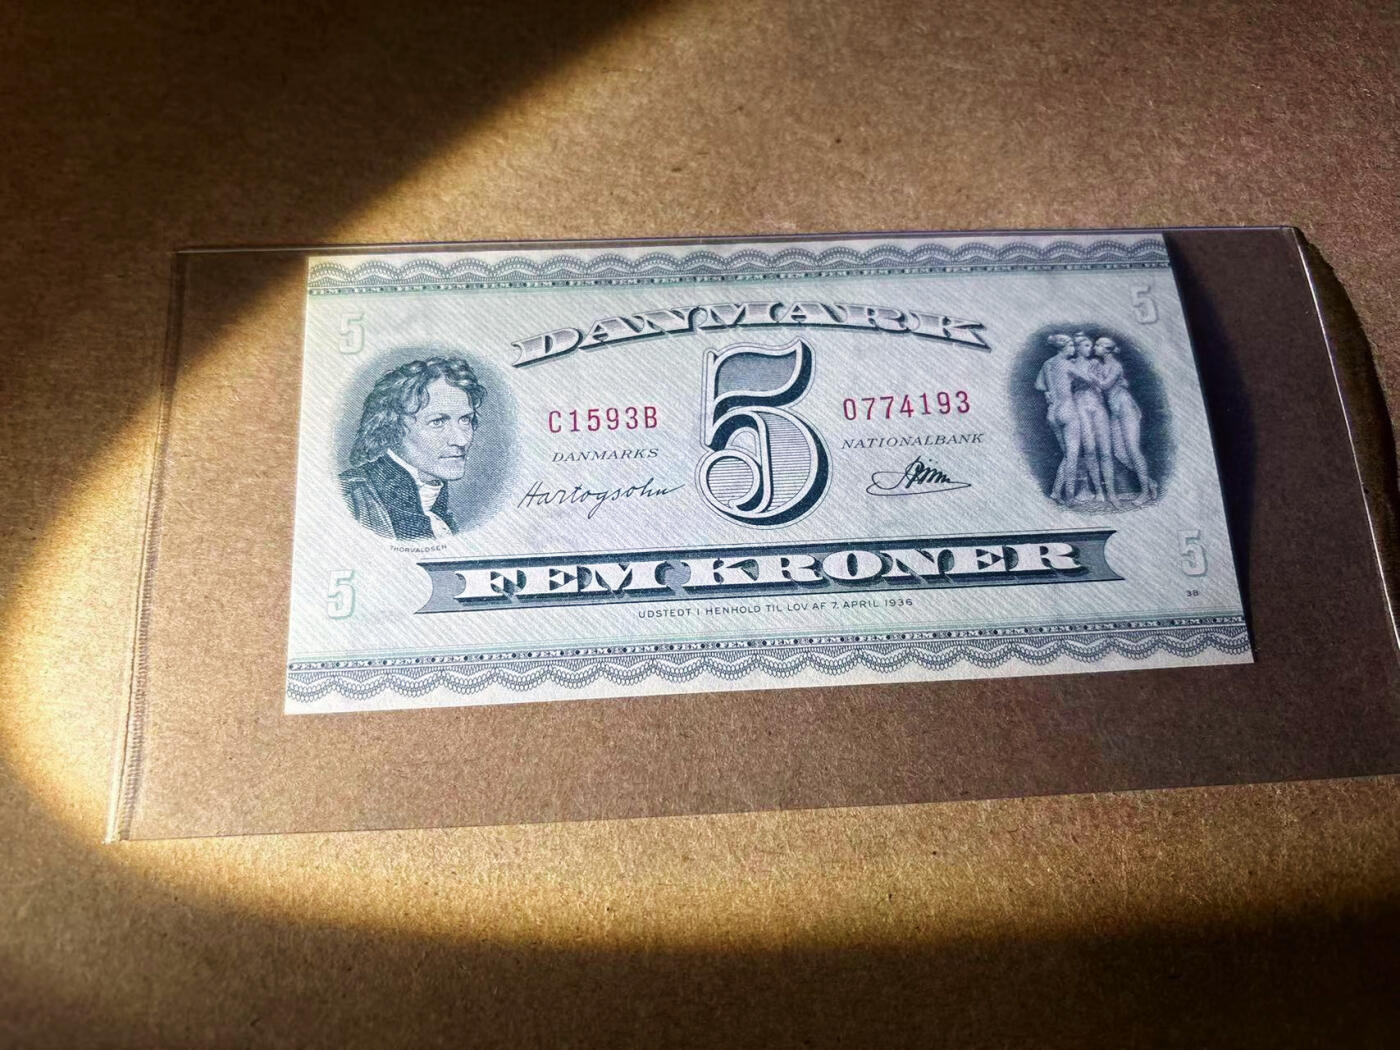 DANMARK
5
5
C1593B
5
0774193
DANMARKS
NATIONALBANK
Hartogsohn
THORVALDSEN
FEM KRONER
5
5
UDSTEDT I HENHOLD TIL LOV AF 7. APRIL 1936
38